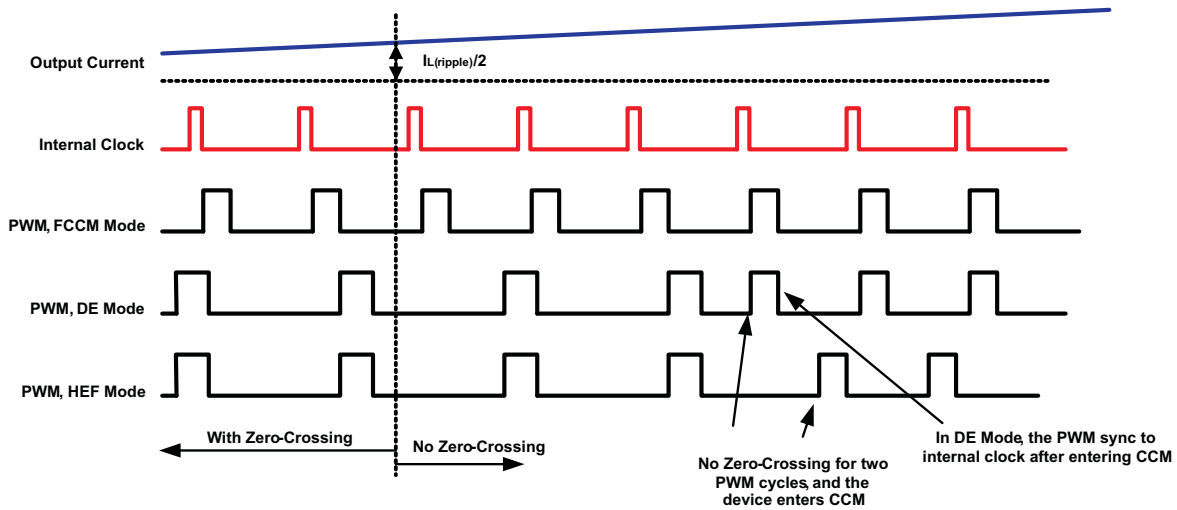 Output Current
IL(ripple)/2
Internal Clock
PWM, FCCM Mode
PWM, DE Mode
PWM, HEF Mode
With Zero-Crossing
No Zero-Crossing
No Zero-Crossing for two
PWM cycles, and the
device enters CCM
In DE Mode, the PWM sync to
internal clock after entering CCM